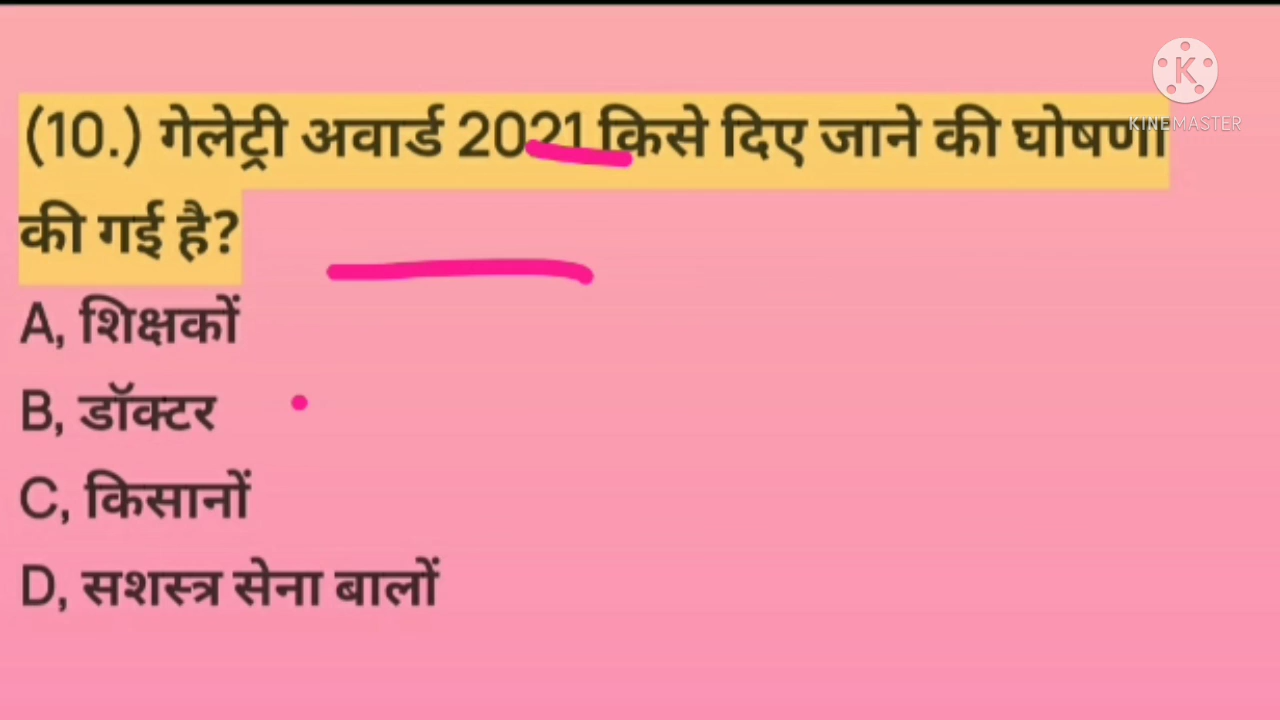 (10.) गेलेट्री अवार्ड 2021 किसे दिए जाने की घोषणा
की गई है?
A, शिक्षकों
B, डॉक्टर
C, किसानों
D, सशस्त्र सेना बालों
K
KINEMASTER